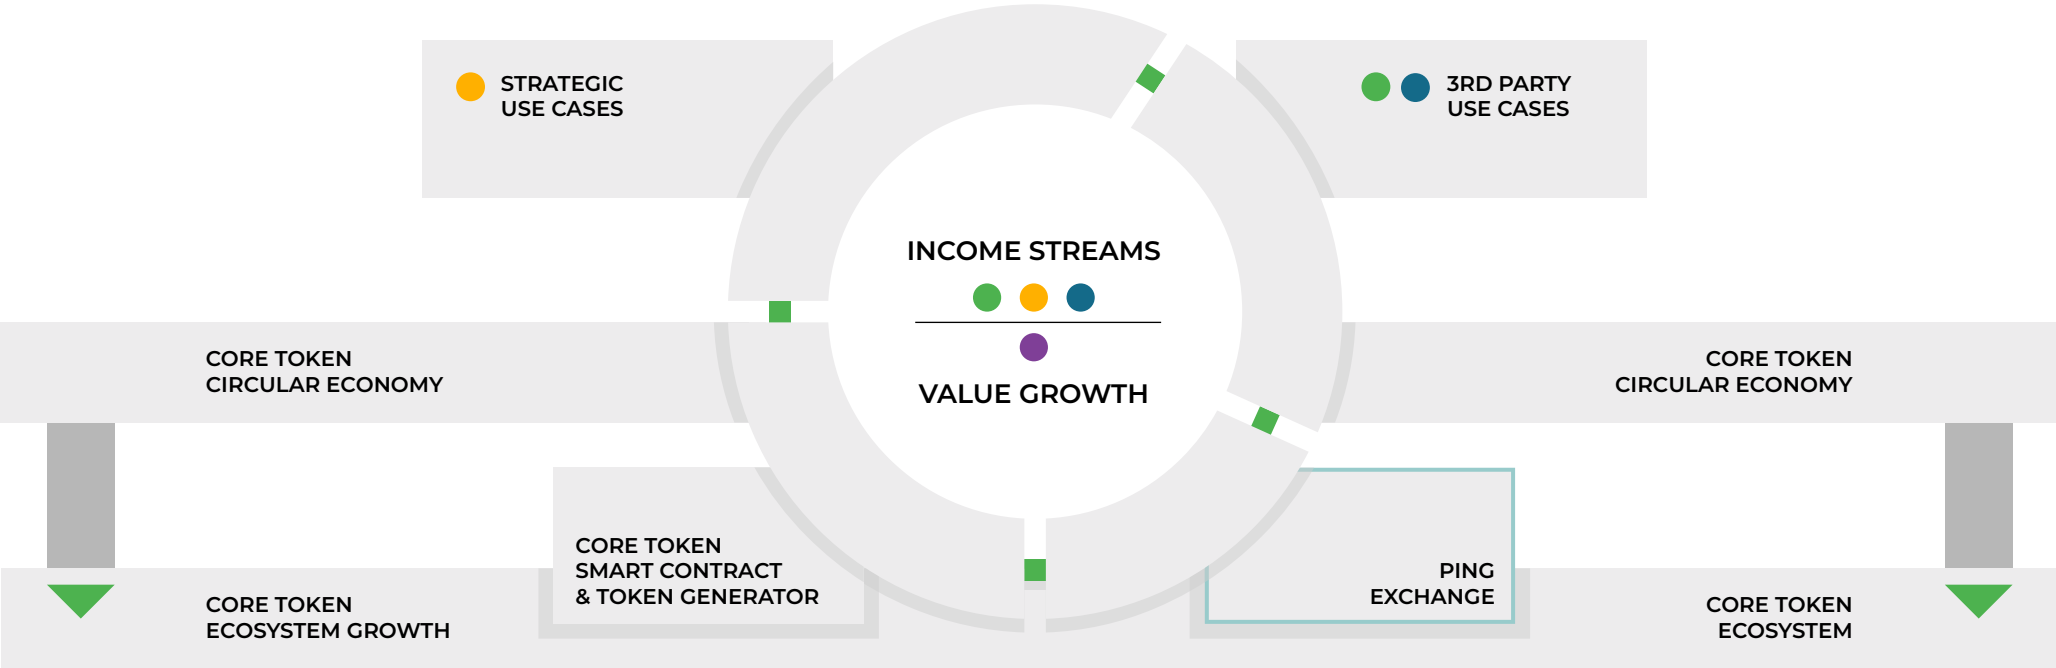 STRATEGIC
USE CASES
3RD PARTY
USE CASES
INCOME STREAMS
VALUE GROWTH
CORE TOKEN
CIRCULAR ECONOMY
CORE TOKEN
CIRCULAR ECONOMY
CORE TOKEN
SMART CONTRACT
& TOKEN GENERATOR
PING
EXCHANGE
CORE TOKEN
ECOSYSTEM GROWTH
CORE TOKEN
ECOSYSTEM